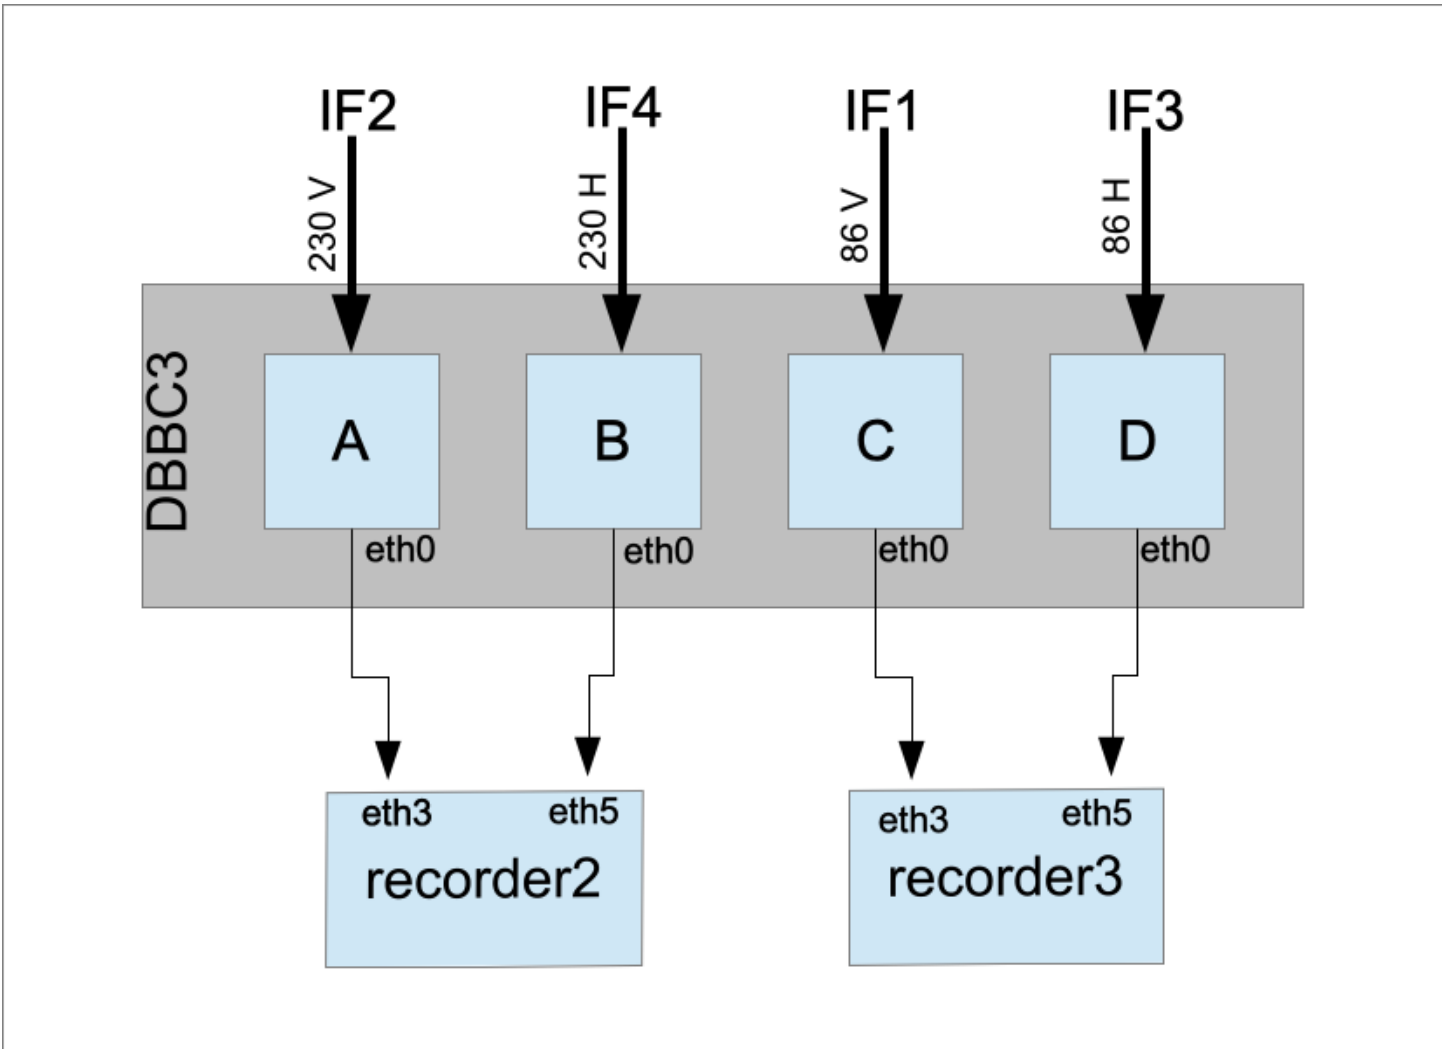 IF2
IF4
IF1
IF3
230 V
230 H
86 V
86 H
DBBC3
A
B
C
D
eth0
eth0
eth0
eth0
eth3
eth5
recorder2
eth3
eth5
recorder3